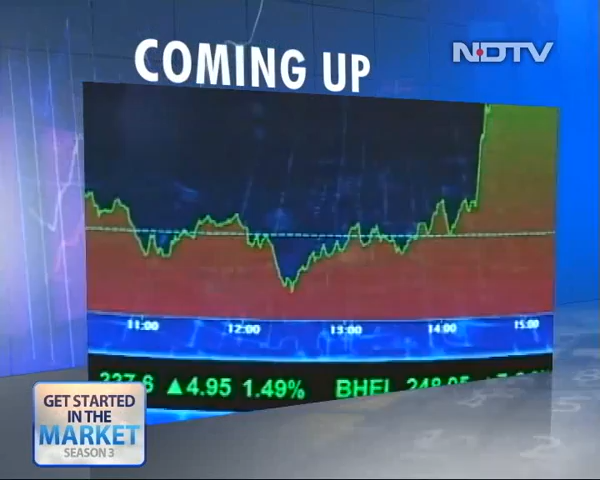 COMING UP
NDTV
11:00 12:00 13:00 14:00 15:00
▲4.95 1.49% BHEL
GET STARTED
IN THE
MARKET
SEASON 3